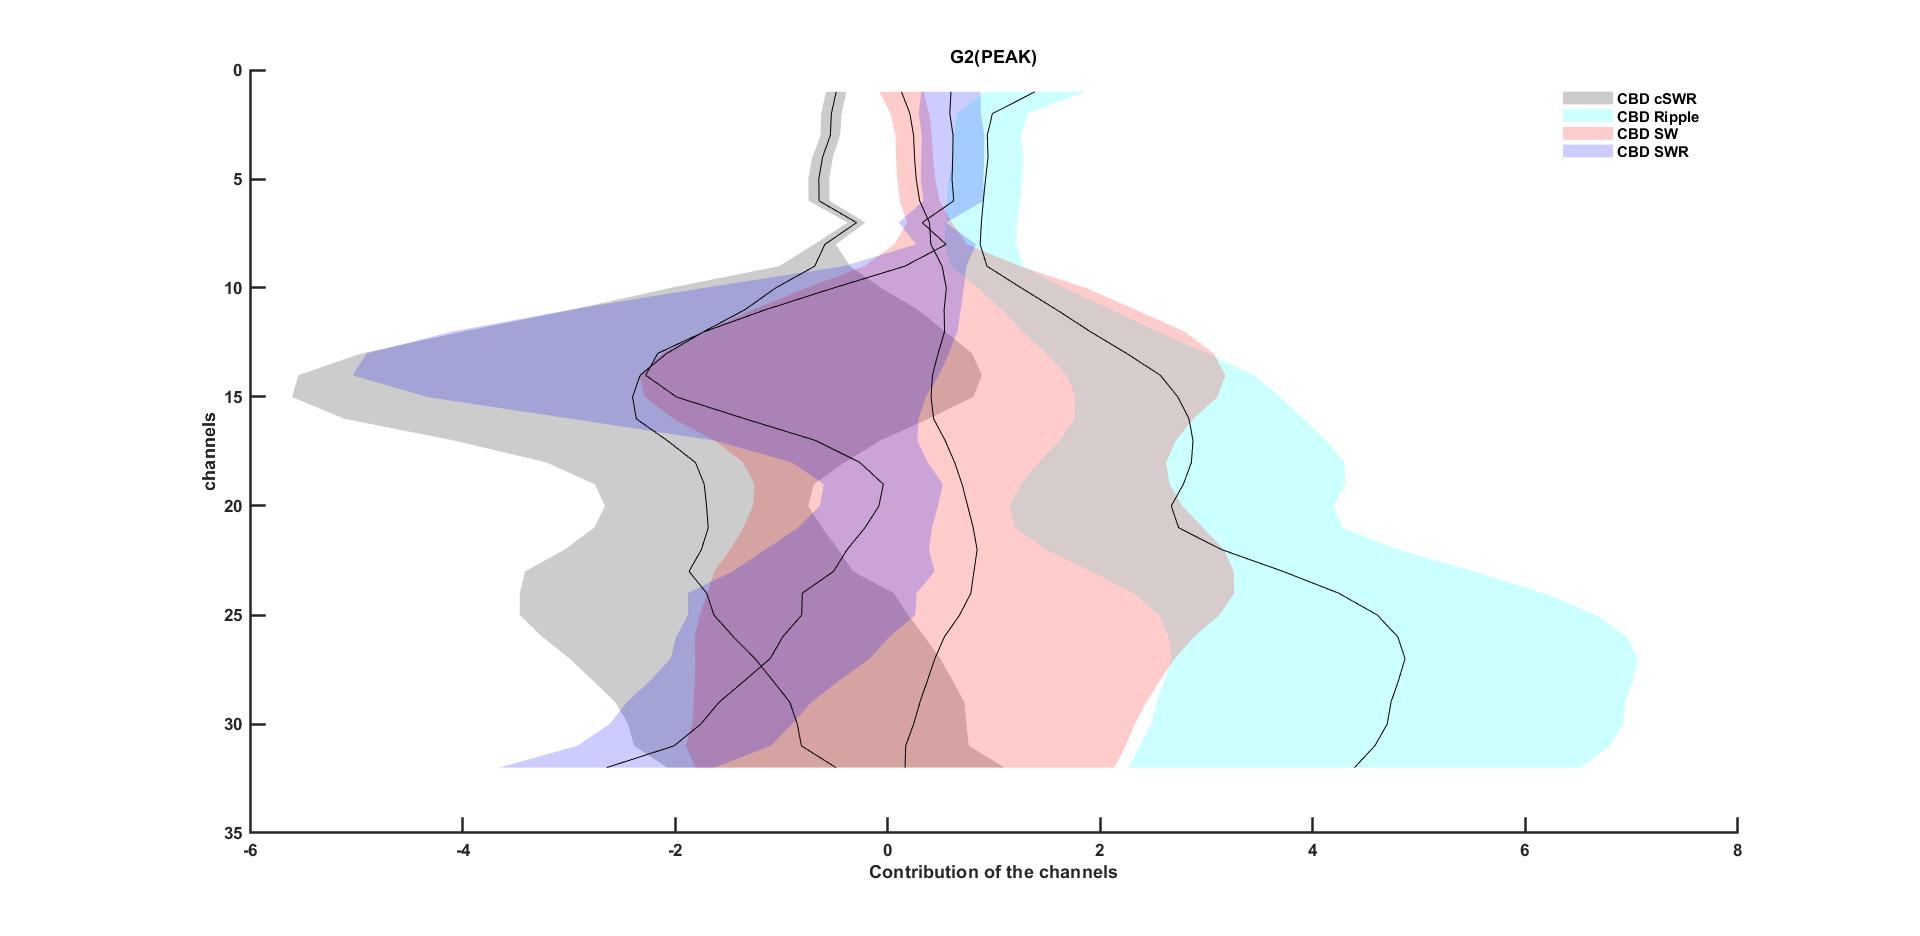 G2(PEAK)
CBD cSWR
CBD Ripple
CBD SW
CBD SWR
channels
0
5
10
15
20
25
30
35
-6 -4 -2 0 2 4 6 8
Contribution of the channels